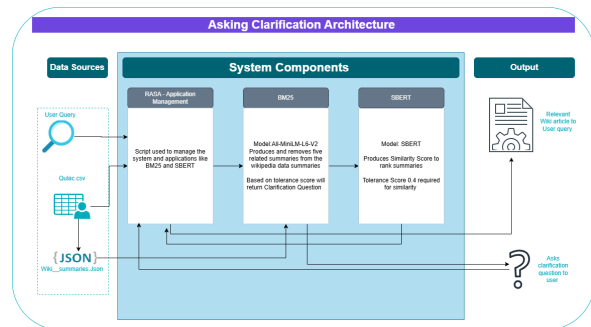 Asking Clarification Architecture
Data Sources
System Components
Output
User Query
Qulac csv
{JSON}
Wiki__summaries.Json
RASA - Application
Management
Script used to manage the
system and applications like
BM25 and SBERT
BM25
Model:All-MiniLM-L6-V2
Produces and removes five
related summaries from the
wikipedia data summaries
Based on tolerance score will
return Clarification Question
SBERT
Model: SBERT
Produces Similarity Score to
rank summaries
Tolerance Score 0.4 required
for similarity
Relevant
Wiki article to
User query
Asks
clarification
question to
user